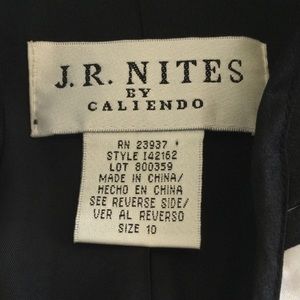 J.R. NITES
BY
CALIENDO
RN 23937
STYLE I42162
LOT 800359
MADE IN CHINA/
HECHO EN CHINA
SEE REVERSE SIDE/
VER AL REVERSO
SIZE 10